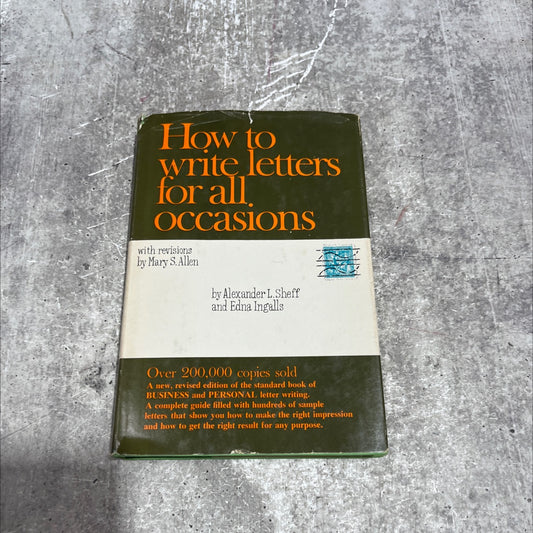 How to
write letters
for all
occasions
with revisions
by Mary S. Allen
by Alexander L. Sheff
and Edna Ingalls
Over 200,000 copies sold
A new, revised edition of the standard book of
BUSINESS and PERSONAL letter writing.
A complete guide filled with hundreds of sample
letters that show you how to make the right impression
and how to get the right result for any purpose.